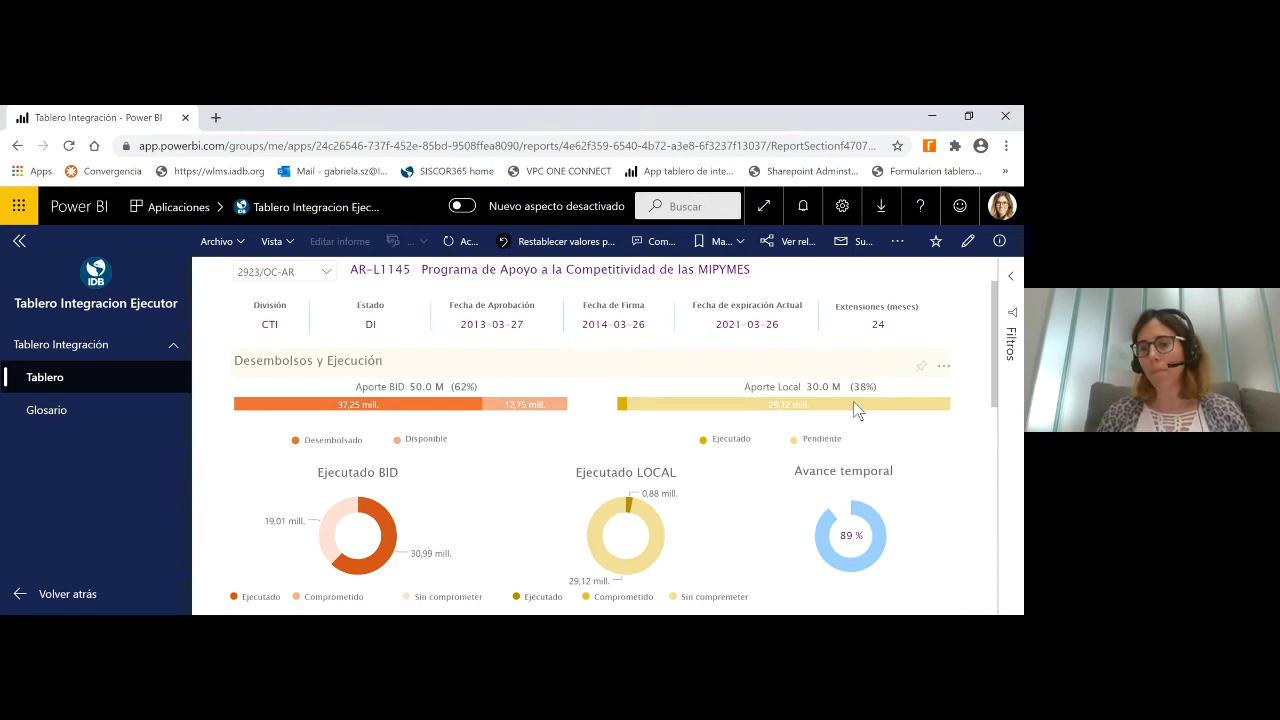 Tablero Integración - Power BI
app.powerbi.com/groups/me/apps/24c26546-737f-452e-85bd-9508ffed3090/reports/4e62f359-6540-4b72-a3e8-6f3237f13037/ReportSectionf4707...
Apps Convergencia https://wlms.iadb.org Mail - gabriela.sz@l... SISCOR365 home VPC ONE CONNECT App tablero de inte... Sharepoint Adminst... Formularion tablero... »
Power BI Aplicaciones > Tablero Integracion Ejec... Nuevo aspecto desactivado Buscar
Archivo Vista Editar informe ... Ac... Restablecer valores p... Com... Ma... Ver rel... Su... ...
IDB
Tablero Integracion Ejecutor
Tablero Integración
Tablero
Glosario
Volver atrás
2923/OC-AR AR-L1145 Programa de Apoyo a la Competitividad de las MIPYMES
División Estado Fecha de Aprobación Fecha de Firma Fecha de expiración Actual Extensiones (meses)
CTI DI 2013-03-27 2014-03-26 2021-03-26 24
Desembolsos y Ejecución
Aporte BID 50.0 M (62%) Aporte Local 30.0 M (38%)
37,25 mill. 12,75 mill. 29,12 mill.
Desembolsado Disponible Ejecutado Pendiente
Ejecutado BID Ejecutado LOCAL Avance temporal
19,01 mill. 30,99 mill. 0,88 mill. 29,12 mill. 89 %
Ejecutado Comprometido Sin comprometer Ejecutado Comprometido Sin compremeter
Filtros